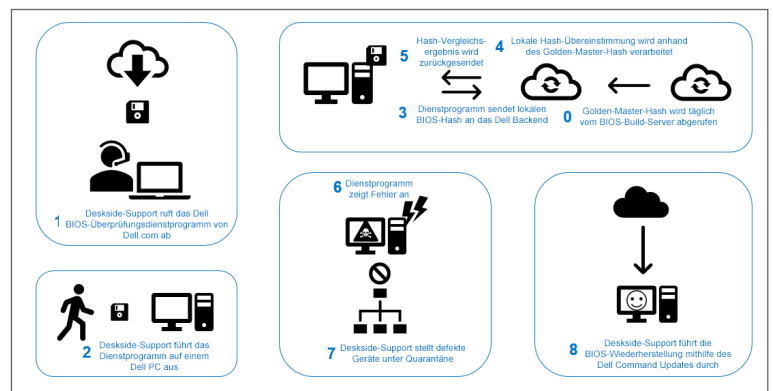 1 Deskside-Support ruft das Dell
BIOS-Überprüfungsdienstprogramm von
Dell.com ab
2 Deskside-Support führt das
Dienstprogramm auf einem
Dell PC aus
5 Hash-Vergleichs-
ergebnis wird
zurückgesendet
4 Lokale Hash-Übereinstimmung wird anhand
des Golden-Master-Hash verarbeitet
3 Dienstprogramm sendet lokalen
BIOS-Hash an das Dell Backend
0 Golden-Master-Hash wird täglich
vom BIOS-Build-Server abgerufen
6 Dienstprogramm
zeigt Fehler an
7 Deskside-Support stellt defekte
Geräte unter Quarantäne
8 Deskside-Support führt die
BIOS-Wiederherstellung mithilfe des
Dell Command Updates durch